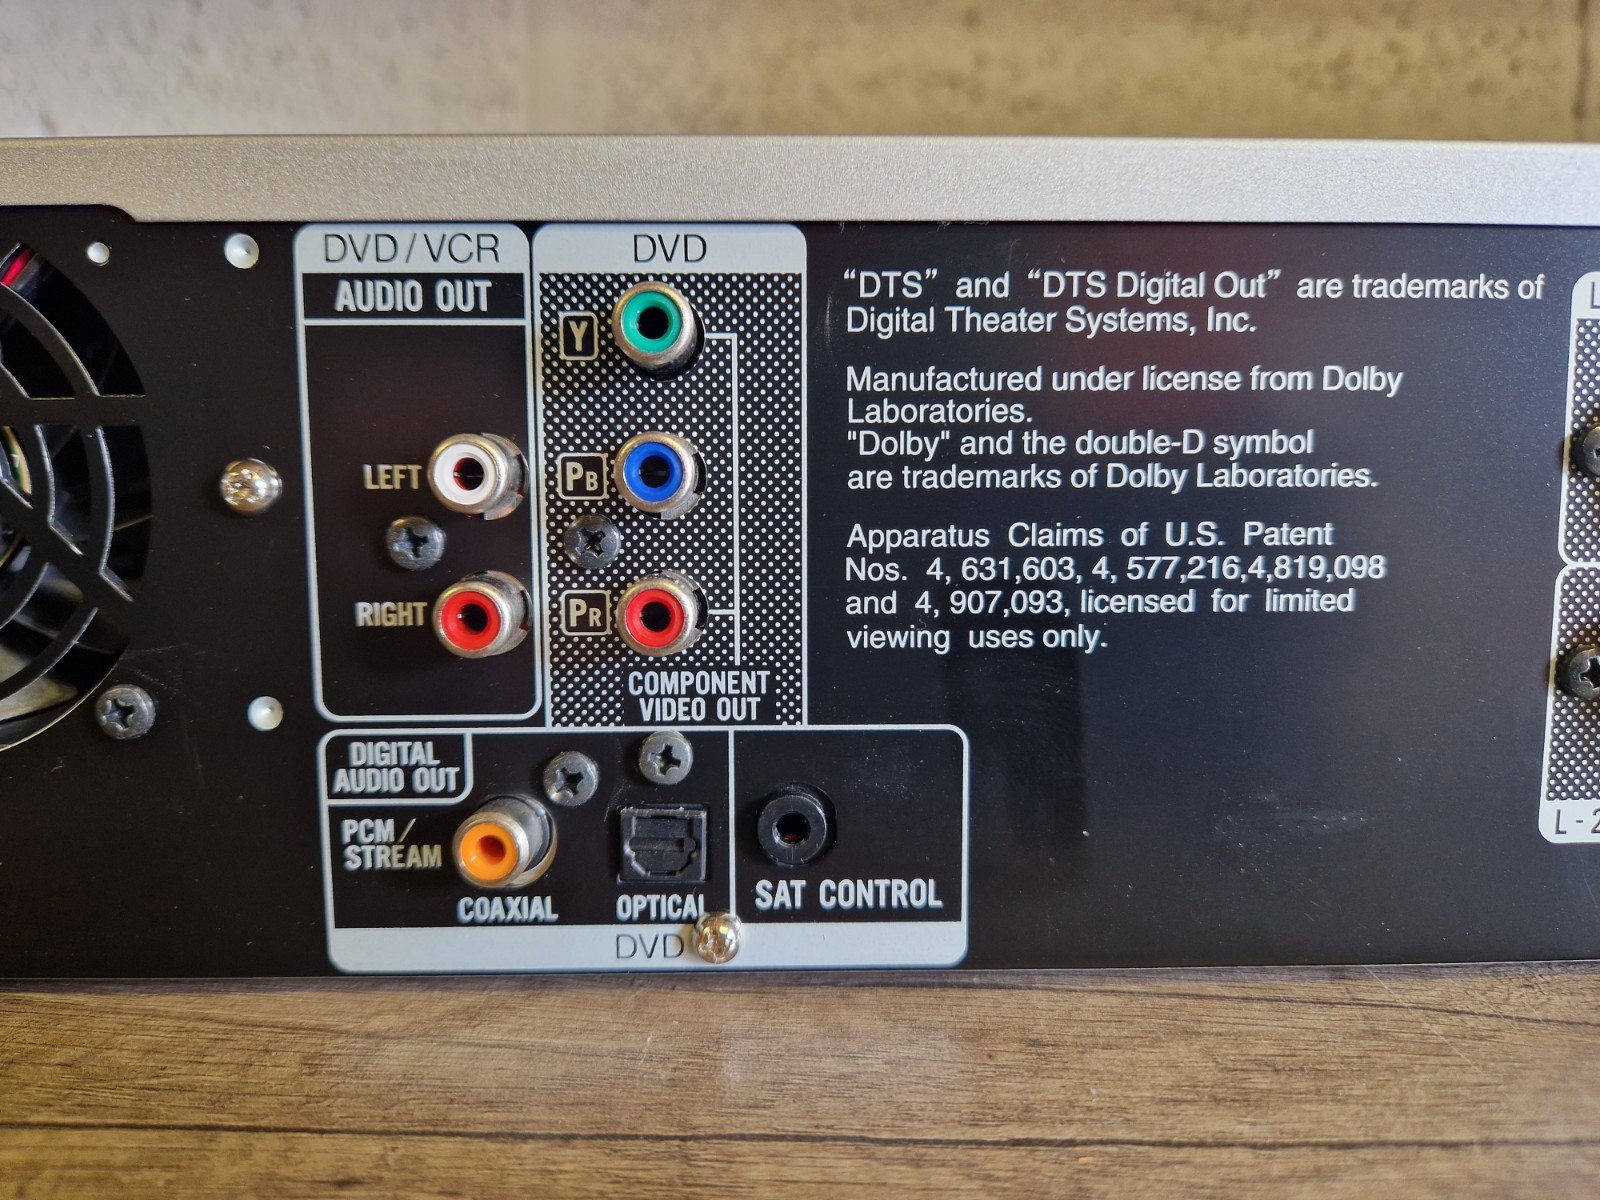 DVD/VCR
AUDIO OUT
LEFT
RIGHT
DVD
Y
PB
PR
COMPONENT
VIDEO OUT
"DTS" and "DTS Digital Out" are trademarks of
Digital Theater Systems, Inc.
Manufactured under license from Dolby
Laboratories.
"Dolby" and the double-D symbol
are trademarks of Dolby Laboratories.
Apparatus Claims of U.S. Patent
Nos. 4, 631,603, 4, 577,216,4,819,098
and 4, 907,093, licensed for limited
viewing uses only.
DIGITAL
AUDIO OUT
PCM/
STREAM
COAXIAL
OPTICAL
DVD
SAT CONTROL
L-2